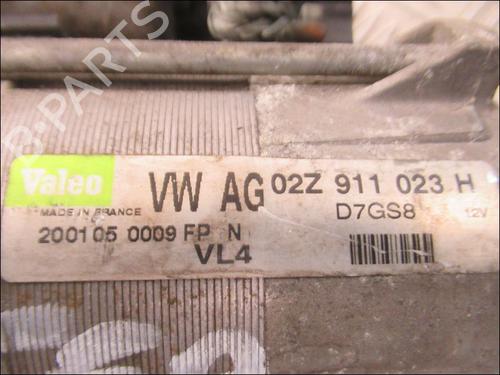 B-PARTS
Valeo
MADE IN FRANCE
VW AG 02Z 911 023 H
D7GS8 12V
200105 0009 FP N
VL4